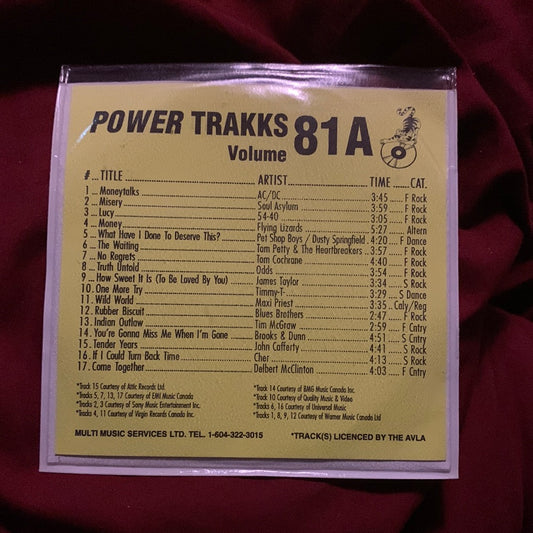 POWER TRAKKS
Volume 81A
#... TITLE ARTIST TIME ..... CAT.
1 ... Moneytalks AC/DC 3:45 F Rock
2 ... Misery Soul Asylum 3:59 F Rock
3 ... Lucy 54-40 3:05 F Rock
4 ... Money Flying Lizards 5:27 Altern
5 ... What Have I Done To Deserve This? Pet Shop Boys / Dusty Springfield 4:20 F Dance
6 ... The Waiting Tom Petty & The Heartbreakers 3:57 F Rock
7 ... No Regrets Tom Cochrane 4:40 F Rock
8 ... Truth Untold Odds 3:54 F Rock
9 ... How Sweet It Is (To Be Loved By You) James Taylor 3:34 S Rock
10. One More Try Timmy-T- 3:29 S Dance
11. Wild World Maxi Priest 3:35 Caly/Reg
12. Rubber Biscuit Blues Brothers 2:47 F Rock
13. Indian Outlaw Tim McGraw 2:59 F Cntry
14. You're Gonna Miss Me When I'm Gone Brooks & Dunn 4:51 S Cntry
15. Tender Years John Cafferty 4:41 S Rock
16. If I Could Turn Back Time Cher 4:13 S Rock
17. Come Together Delbert McClinton 4:03 F Cntry
*Track 15 Courtesy of Attic Records Ltd.
*Tracks 5, 7, 13, 17 Courtesy of EMI Music Canada
*Tracks 2, 3 Courtesy of Sony Music Entertainment Inc.
*Tracks 4, 11 Courtesy of Virgin Records Canada Inc.
*Track 14 Courtesy of BMG Music Canada Inc.
*Track 10 Courtesy of Quality Music & Video
*Tracks 6, 16 Courtesy of Universal Music
*Tracks 1, 8, 9, 12 Courtesy of Warner Music Canada Ltd
MULTI MUSIC SERVICES LTD. TEL. 1-604-322-3015 *TRACK(S) LICENCED BY THE AVLA